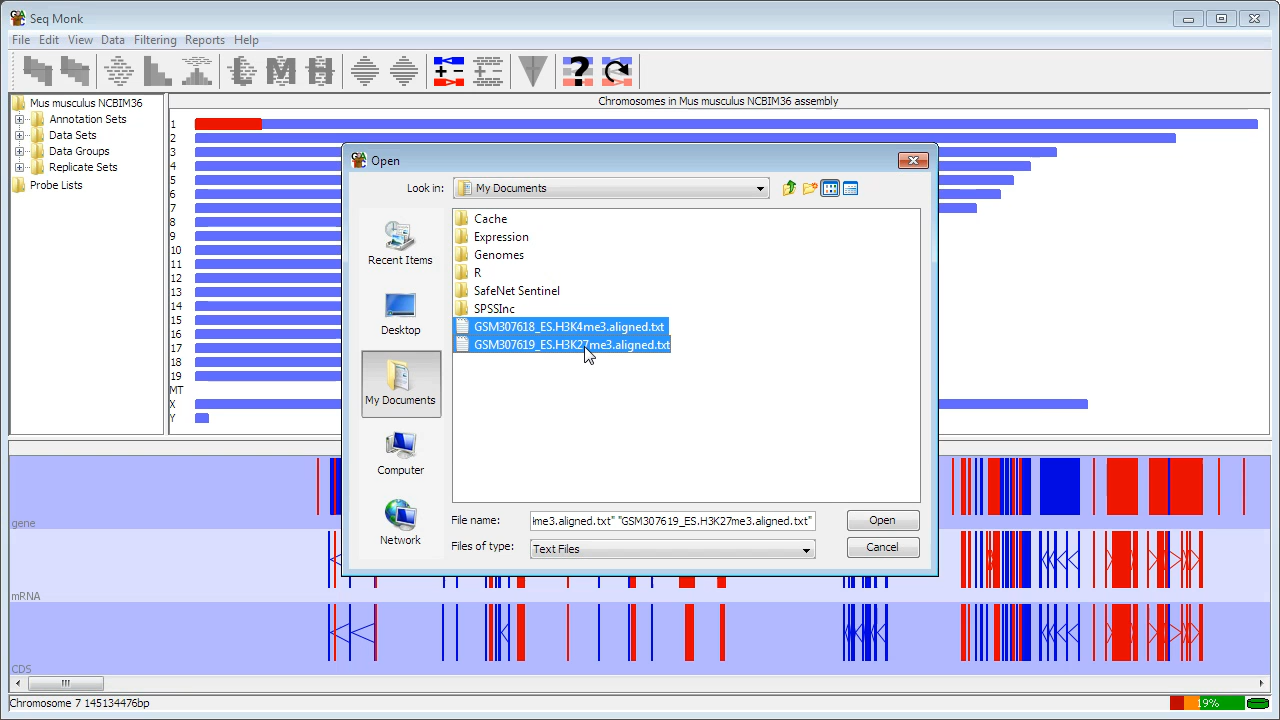 Seq Monk
File Edit View Data Filtering Reports Help
Mus musculus NCBIM36
Annotation Sets
Data Sets
Data Groups
Replicate Sets
Probe Lists
Chromosomes in Mus musculus NCBIM36 assembly
1
2
3
4
5
6
7
8
9
10
11
12
13
14
15
16
17
18
19
MT
X
Y
Open
Look in:
My Documents
Recent Items
Desktop
My Documents
Computer
Network
Cache
Expression
Genomes
R
SafeNet Sentinel
SPSSInc
GSM307618_ES.H3K4me3.aligned.txt
GSM307619_ES.H3K27me3.aligned.txt
File name:
me3.aligned.txt" "GSM307619_ES.H3K27me3.aligned.txt"
Open
Files of type:
Text Files
Cancel
gene
mRNA
CDS
Chromosome 7 145134476bp
19%